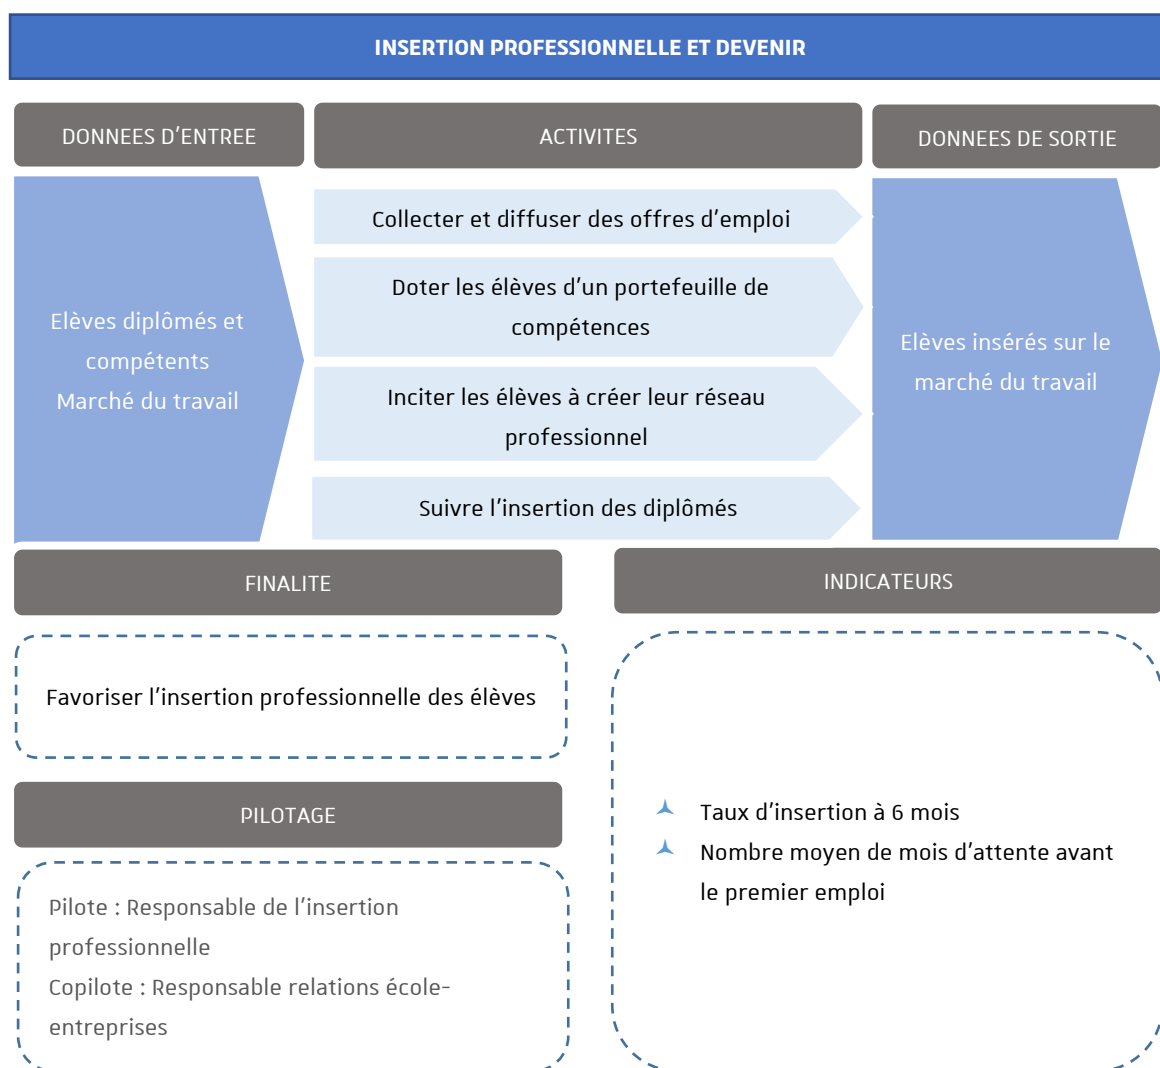 INSERTION PROFESSIONNELLE ET DEVENIR
DONNEES D'ENTREE
ACTIVITES
DONNEES DE SORTIE
Elèves diplômés et
compétents
Marché du travail
Collecter et diffuser des offres d'emploi
Doter les élèves d'un portefeuille de
compétences
Inciter les élèves à créer leur réseau
professionnel
Suivre l'insertion des diplômés
Elèves insérés sur le
marché du travail
FINALITE
Favoriser l'insertion professionnelle des élèves
PILOTAGE
Pilote : Responsable de l'insertion
professionnelle
Copilote : Responsable relations école-
entreprises
INDICATEURS
Taux d'insertion à 6 mois
Nombre moyen de mois d'attente avant
le premier emploi